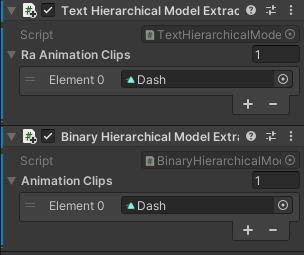 Text Hierarchical Model Extrac
Script TextHierarchicalMode
Ra Animation Clips 1
Element 0 Dash
Binary Hierarchical Model Extra
Script BinaryHierarchicalMo
Animation Clips 1
Element 0 Dash